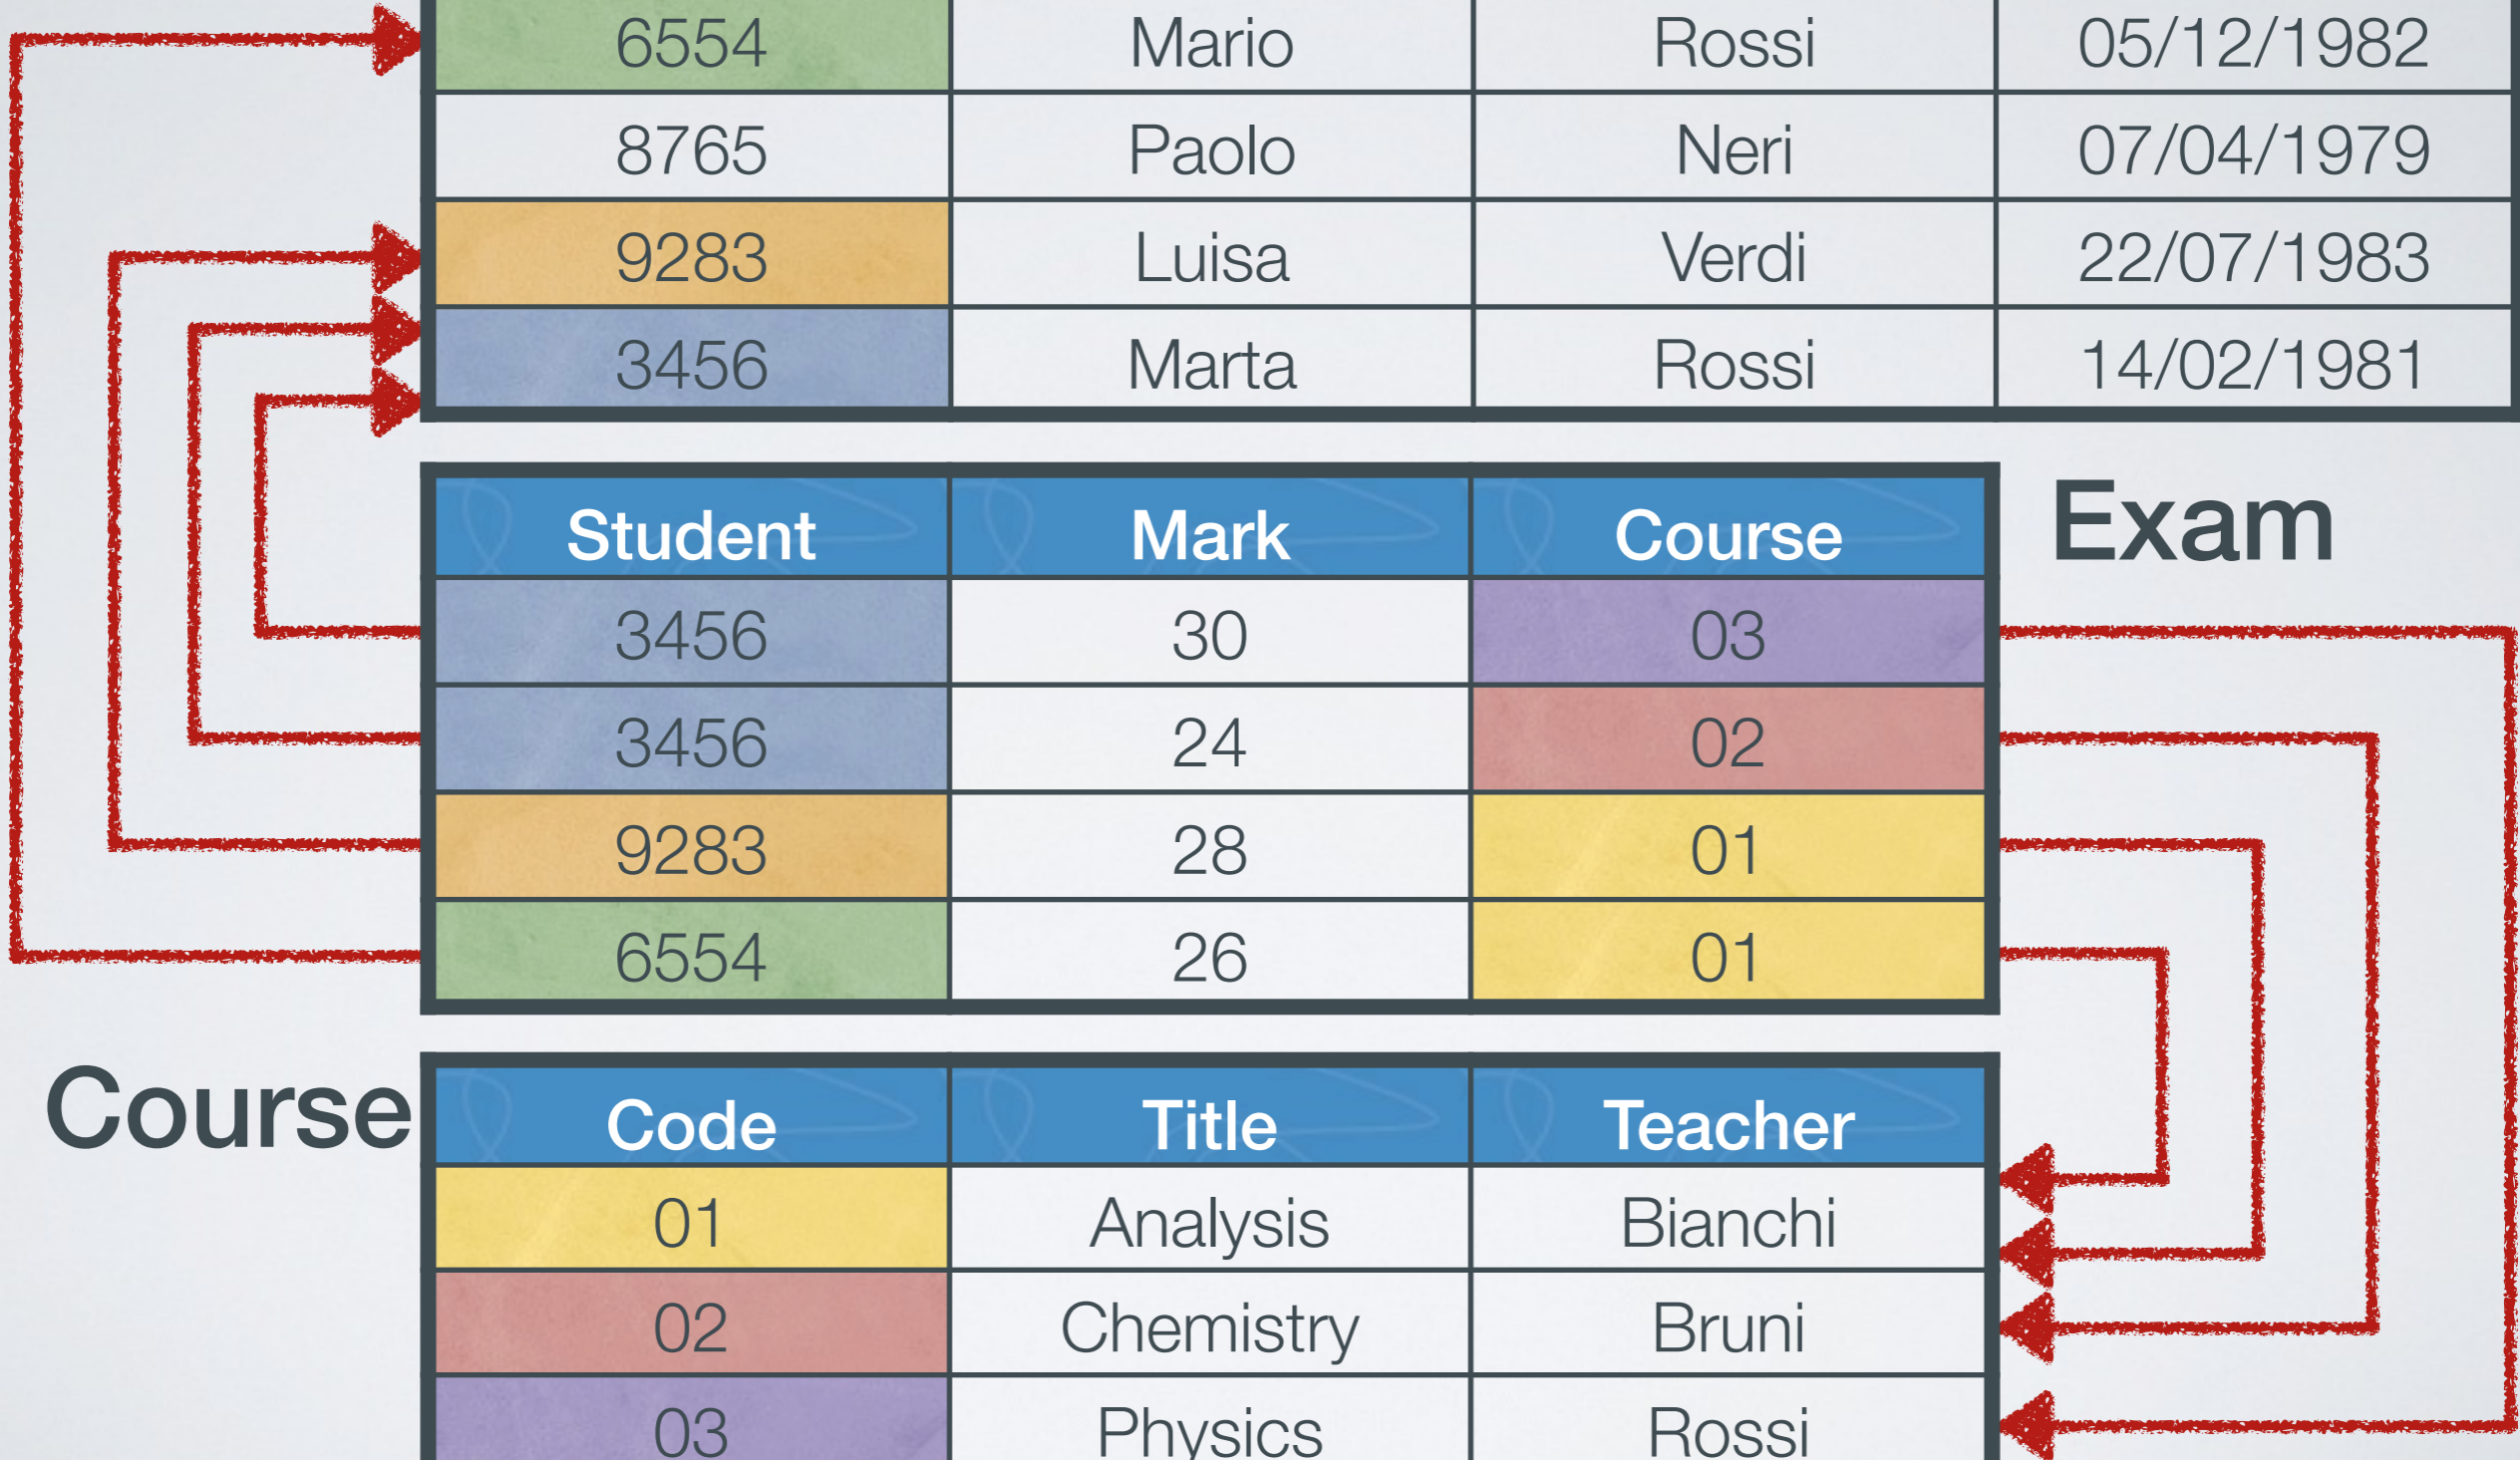 6554 Mario Rossi 05/12/1982
8765 Paolo Neri 07/04/1979
9283 Luisa Verdi 22/07/1983
3456 Marta Rossi 14/02/1981
Exam
Student Mark Course
3456 30 03
3456 24 02
9283 28 01
6554 26 01
Course
Code Title Teacher
01 Analysis Bianchi
02 Chemistry Bruni
03 Physics Rossi